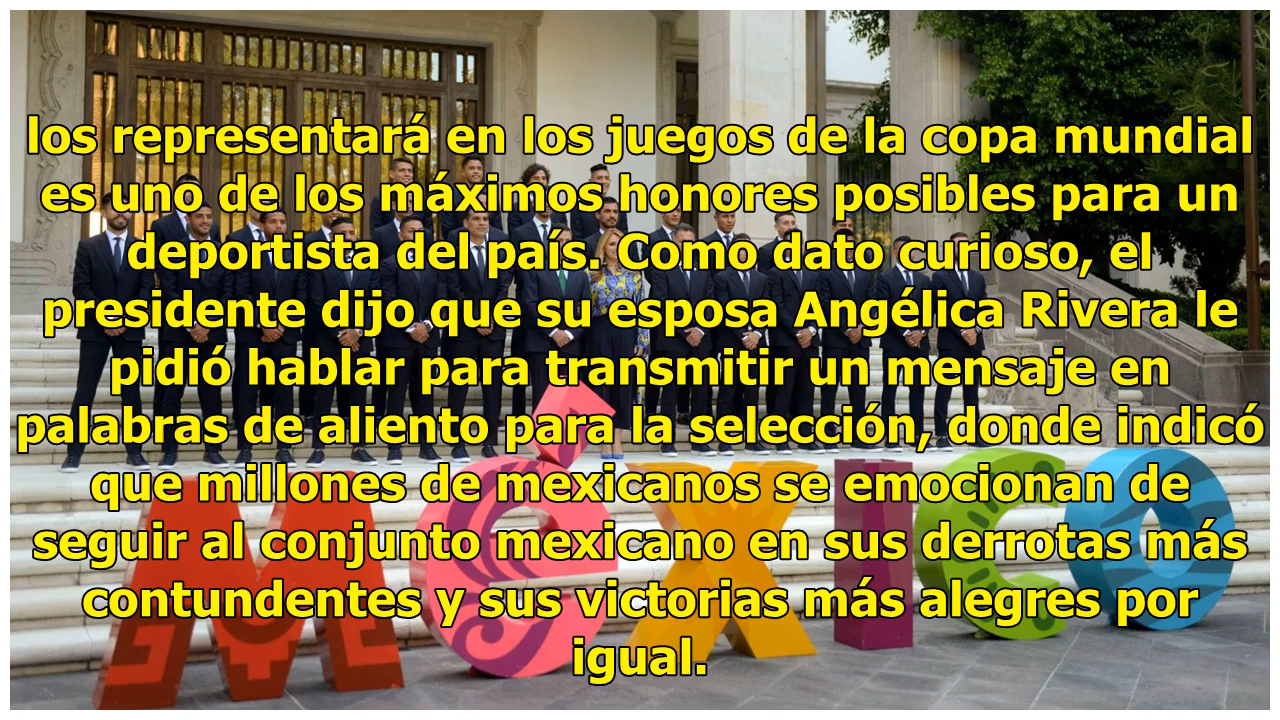 los representará en los juegos de la copa mundial
es uno de los máximos honores posibles para un
deportista del país. Como dato curioso, el
presidente dijo que su esposa Angélica Rivera le
pidió hablar para transmitir un mensaje en
palabras de aliento para la selección, donde indicó
que millones de mexicanos se emocionan de
seguir al conjunto mexicano en sus derrotas más
contundentes y sus victorias más alegres por
igual.
MéXICO